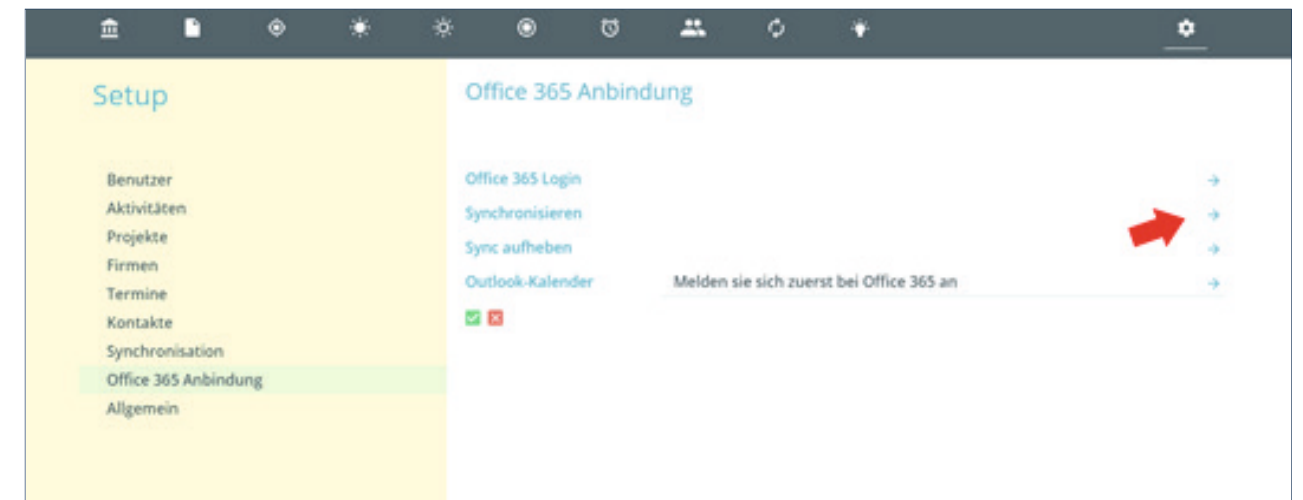 Setup
Benutzer
Aktivitäten
Projekte
Firmen
Termine
Kontakte
Synchronisation
Office 365 Anbindung
Allgemein
Office 365 Anbindung
Office 365 Login
Synchronisieren
Sync aufheben
Outlook-Kalender Melden sie sich zuerst bei Office 365 an